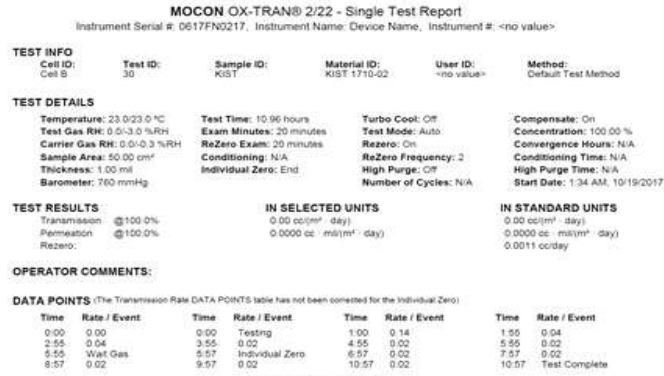 MOCON OX-TRAN® 2/22 - Single Test Report
Instrument Serial #: 0617FN0217, Instrument Name: Device Name, Instrument #: <no value>
TEST INFO
Cell ID: Test ID: Sample ID: Material ID: User ID: Method:
Cell B 30 KIST KIST 1710-02 <no value> Default Test Method
TEST DETAILS
Temperature: 23.0/23.0 °C Test Time: 10.96 hours Turbo Cool: Off Compensate: On
Test Gas RH: 0.0/-3.0 %RH Exam Minutes: 20 minutes Test Mode: Auto Concentration: 100.00 %
Carrier Gas RH: 0.0/-0.3 %RH ReZero Exam: 20 minutes Rezero: On Convergence Hours: N/A
Sample Area: 50.00 cm² Conditioning: N/A ReZero Frequency: 2 Conditioning Time: N/A
Thickness: 1.00 mil Individual Zero: End High Purge: Off High Purge Time: N/A
Barometer: 760 mmHg Number of Cycles: N/A Start Date: 1:34 AM, 10/19/2017
TEST RESULTS IN SELECTED UNITS IN STANDARD UNITS
Transmission @100.0% 0.00 cc/(m² · day) 0.00 cc/(m² · day)
Permeation @100.0% 0.0000 cc · mil/(m² · day) 0.0000 cc · mil/(m² · day)
Rezero: 0.0011 cc/day
OPERATOR COMMENTS:
DATA POINTS (The Transmission Rate DATA POINTS table has not been corrected for the Individual Zero)
Time Rate / Event Time Rate / Event Time Rate / Event Time Rate / Event
0:00 0.00 0:00 Testing 1:00 0.14 1:55 0.04
2:55 0.04 3:55 0.02 4:55 0.02 5:55 0.02
5:55 Wait Gas 5:57 Individual Zero 6:57 0.02 7:57 0.02
8:57 0.02 9:57 0.02 10:57 0.02 10:57 Test Complete